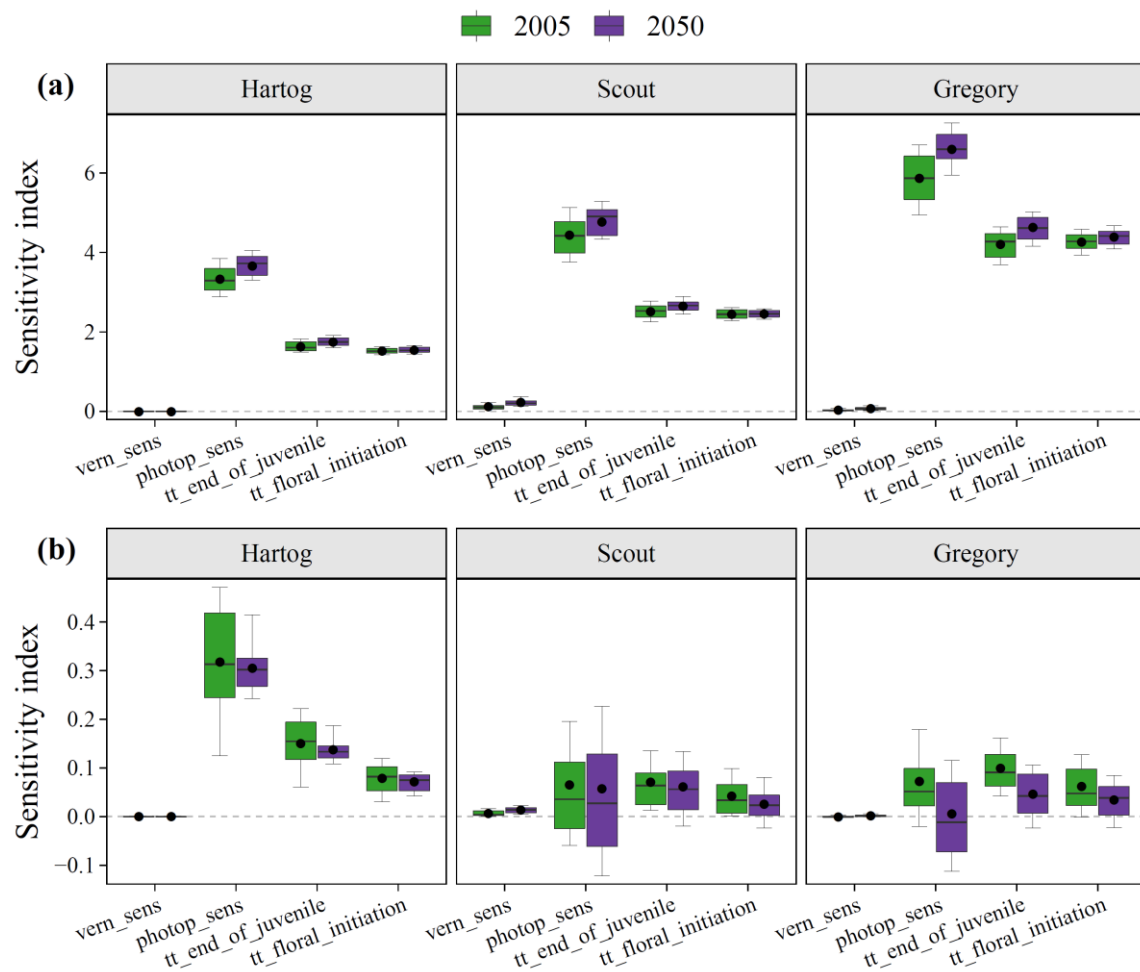 2005 2050
(a) Hartog Scout Gregory
Sensitivity index
6
4
2
0
vern_sens photop_sens tt_end_of_juvenile tt_floral_initiation vern_sens photop_sens tt_end_of_juvenile tt_floral_initiation vern_sens photop_sens tt_end_of_juvenile tt_floral_initiation
(b) Hartog Scout Gregory
Sensitivity index
0.4
0.3
0.2
0.1
0.0
−0.1
vern_sens photop_sens tt_end_of_juvenile tt_floral_initiation vern_sens photop_sens tt_end_of_juvenile tt_floral_initiation vern_sens photop_sens tt_end_of_juvenile tt_floral_initiation